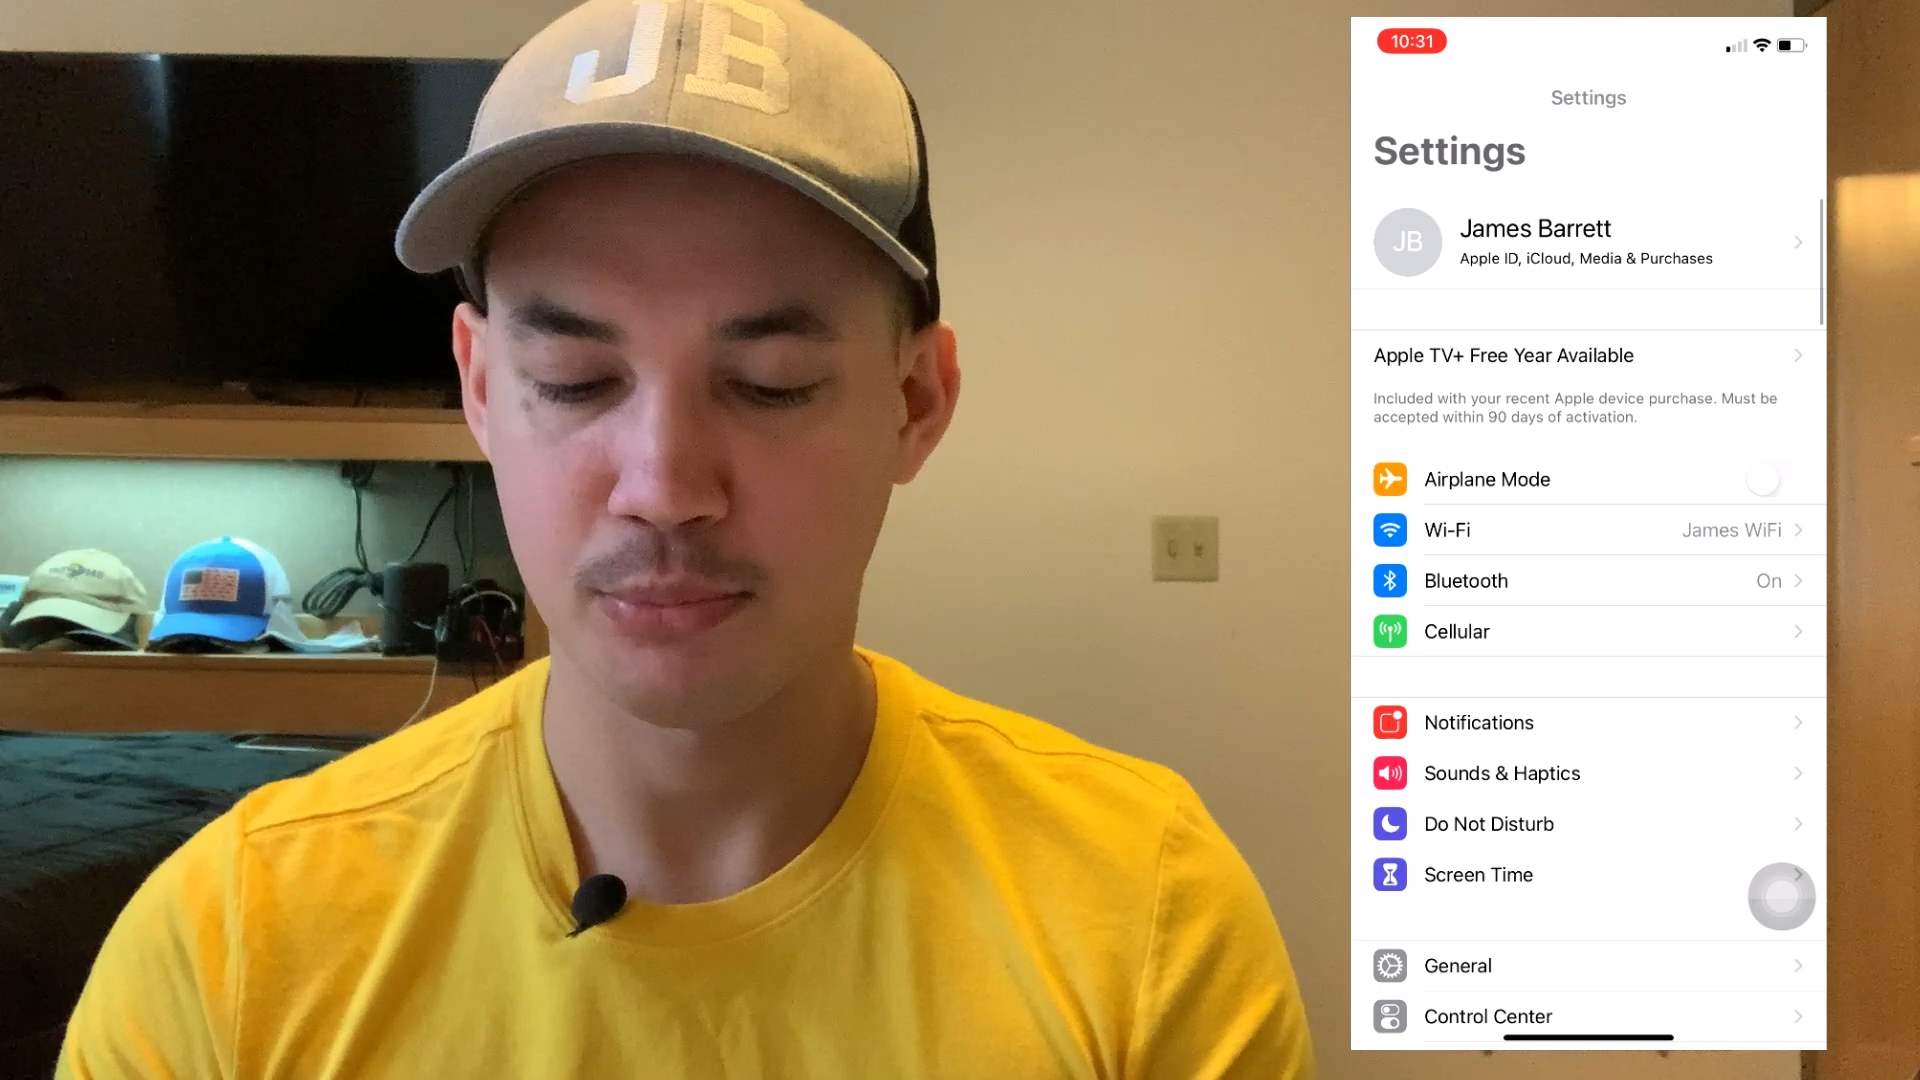 JB
10:31
Settings
Settings
JB
James Barrett
Apple ID, iCloud, Media & Purchases
Apple TV+ Free Year Available
Included with your recent Apple device purchase. Must be
accepted within 90 days of activation.
Airplane Mode
Wi-Fi
James WiFi
Bluetooth
On
Cellular
Notifications
Sounds & Haptics
Do Not Disturb
Screen Time
General
Control Center